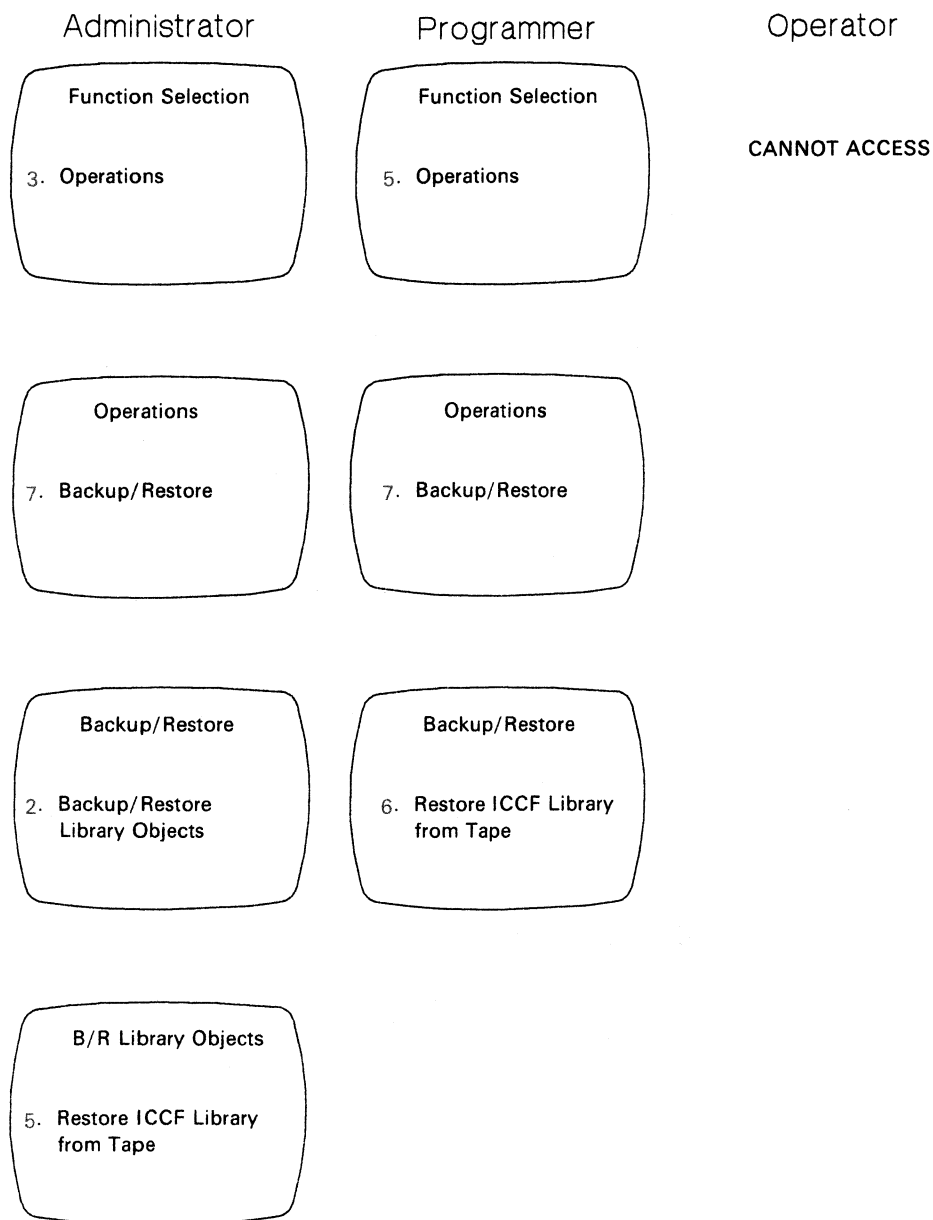 Administrator
Programmer
Operator
Function Selection
3. Operations
Function Selection
5. Operations
CANNOT ACCESS
Operations
7. Backup/Restore
Operations
7. Backup/Restore
Backup/Restore
2. Backup/Restore
Library Objects
Backup/Restore
6. Restore ICCF Library
from Tape
B/R Library Objects
5. Restore ICCF Library
from Tape